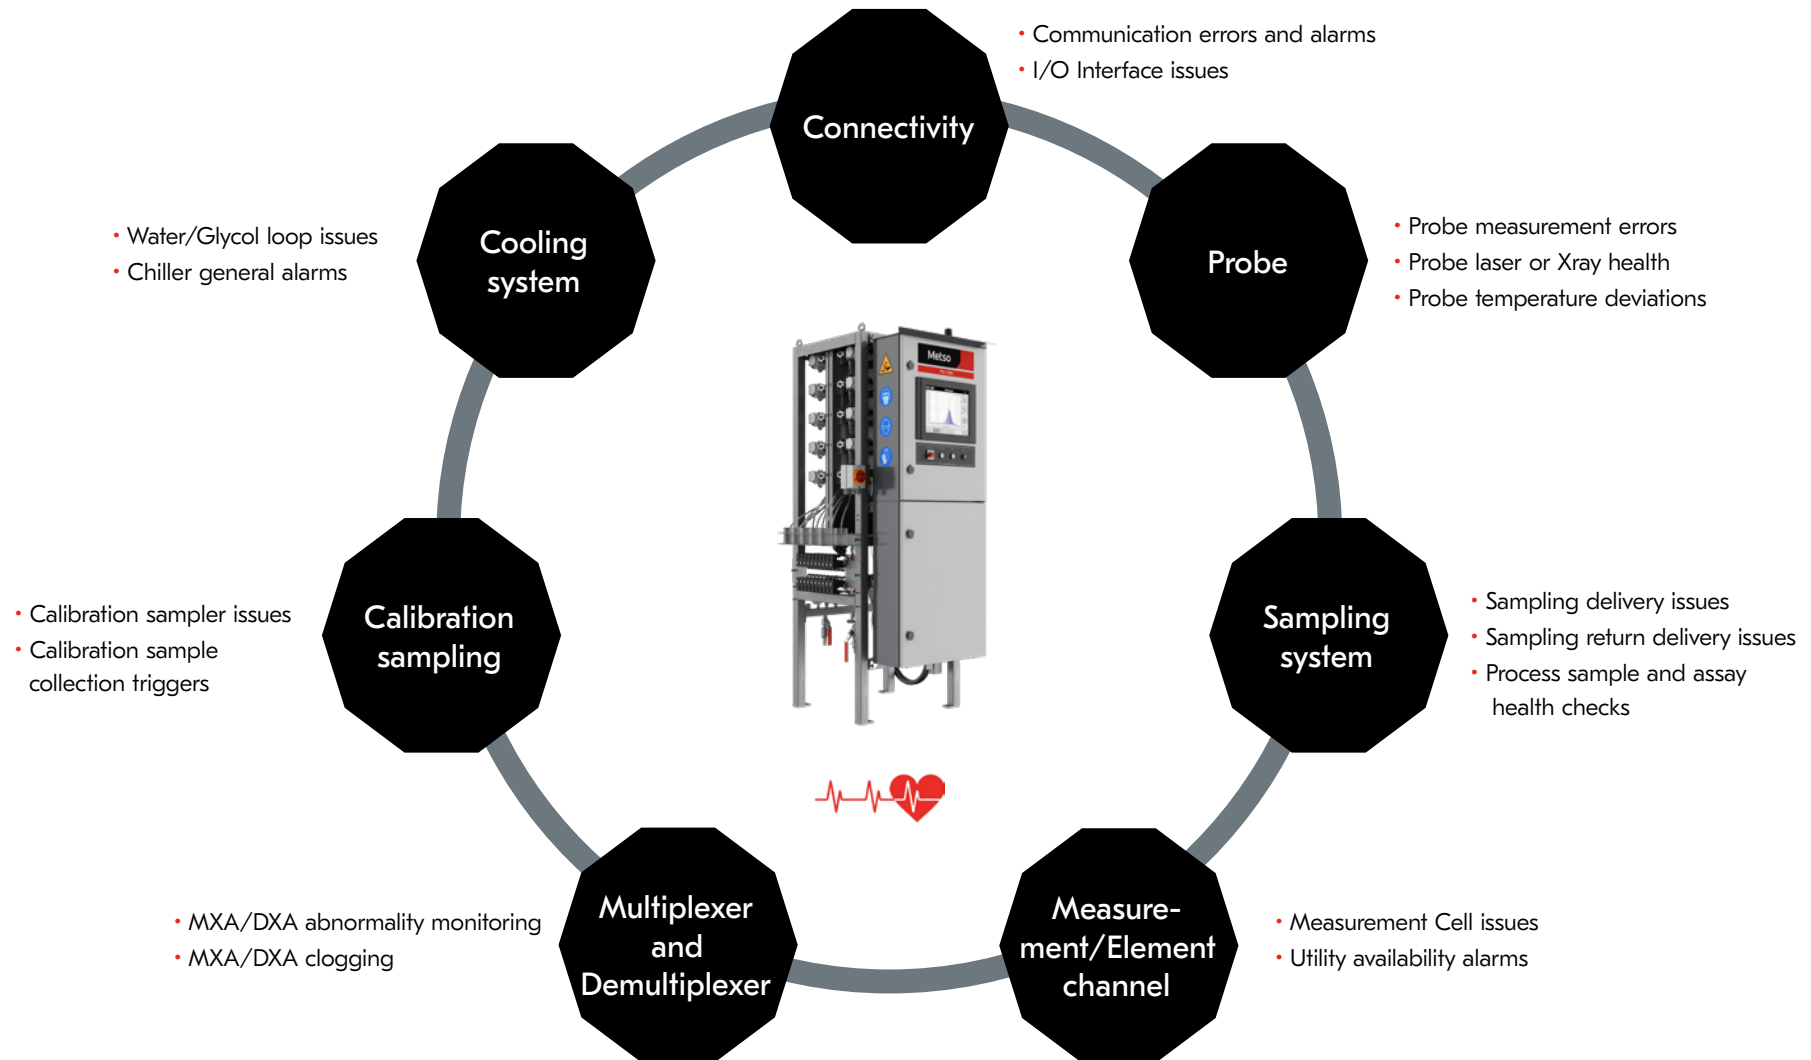 Connectivity
• Communication errors and alarms
• I/O Interface issues
Probe
• Probe measurement errors
• Probe laser or Xray health
• Probe temperature deviations
Sampling
system
• Sampling delivery issues
• Sampling return delivery issues
• Process sample and assay
health checks
Measure-
ment/Element
channel
• Measurement Cell issues
• Utility availability alarms
Multiplexer
and
Demultiplexer
• MXA/DXA abnormality monitoring
• MXA/DXA clogging
Calibration
sampling
• Calibration sampler issues
• Calibration sample
collection triggers
Cooling
system
• Water/Glycol loop issues
• Chiller general alarms
Metso